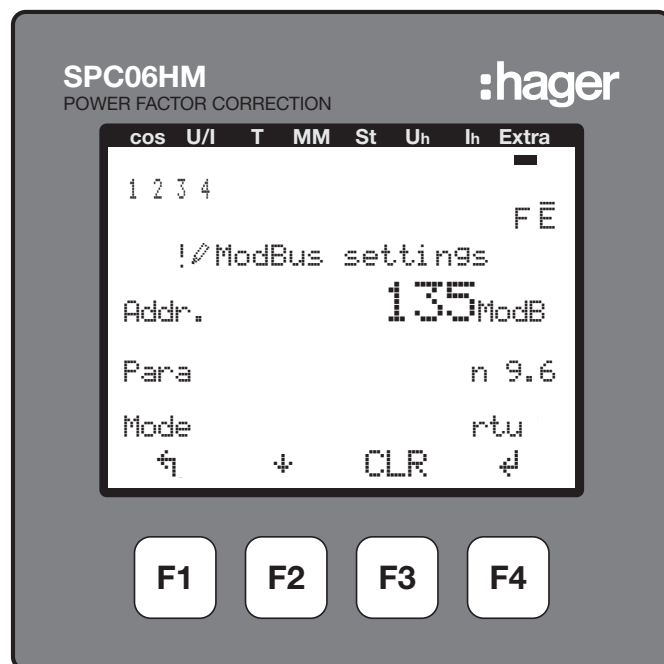 SPC06HM :hager
POWER FACTOR CORRECTION
cos U/I T MM St Uh Ih Extra
1 2 3 4
F Ē
! ModBus settings
Addr. 135 ModB
Para n 9.6
Mode rtu
↰ ↓ CLR ↲
F1 F2 F3 F4